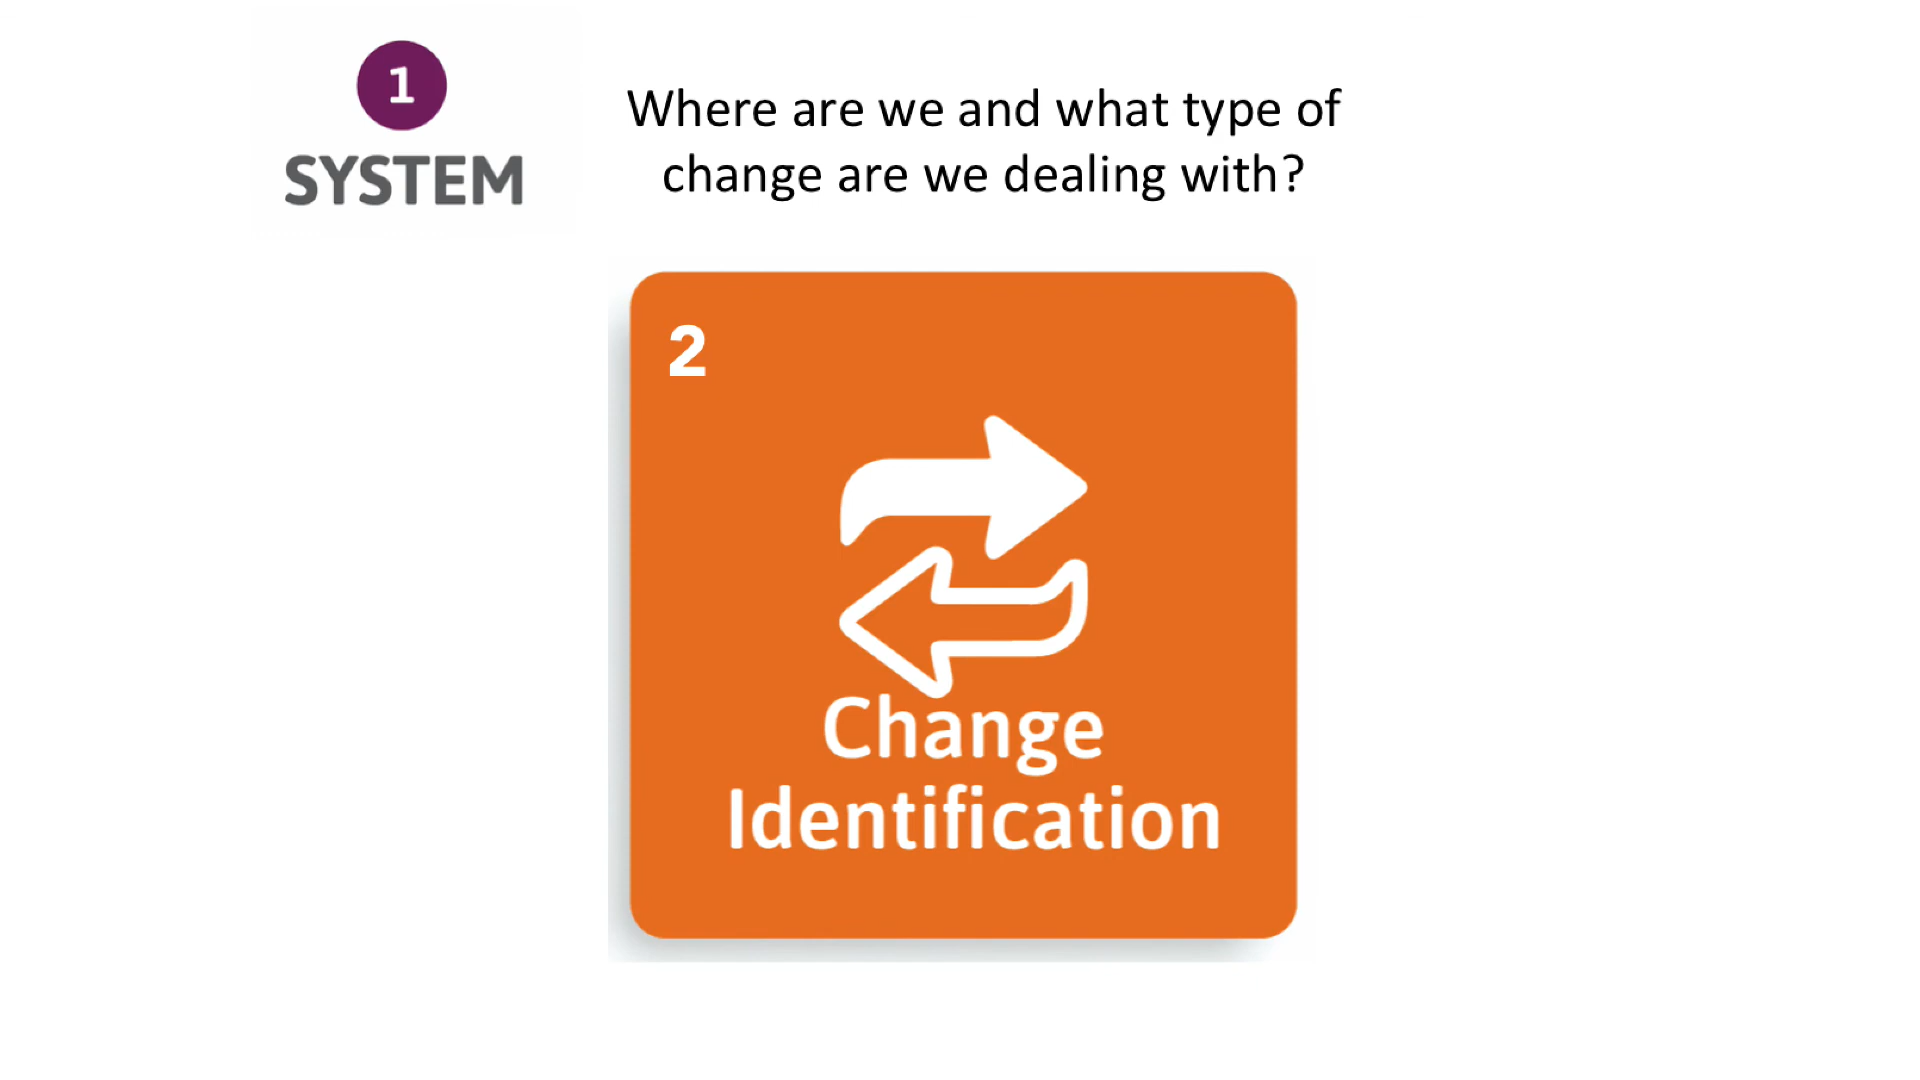 1
SYSTEM
Where are we and what type of
change are we dealing with?
2
Change
Identification